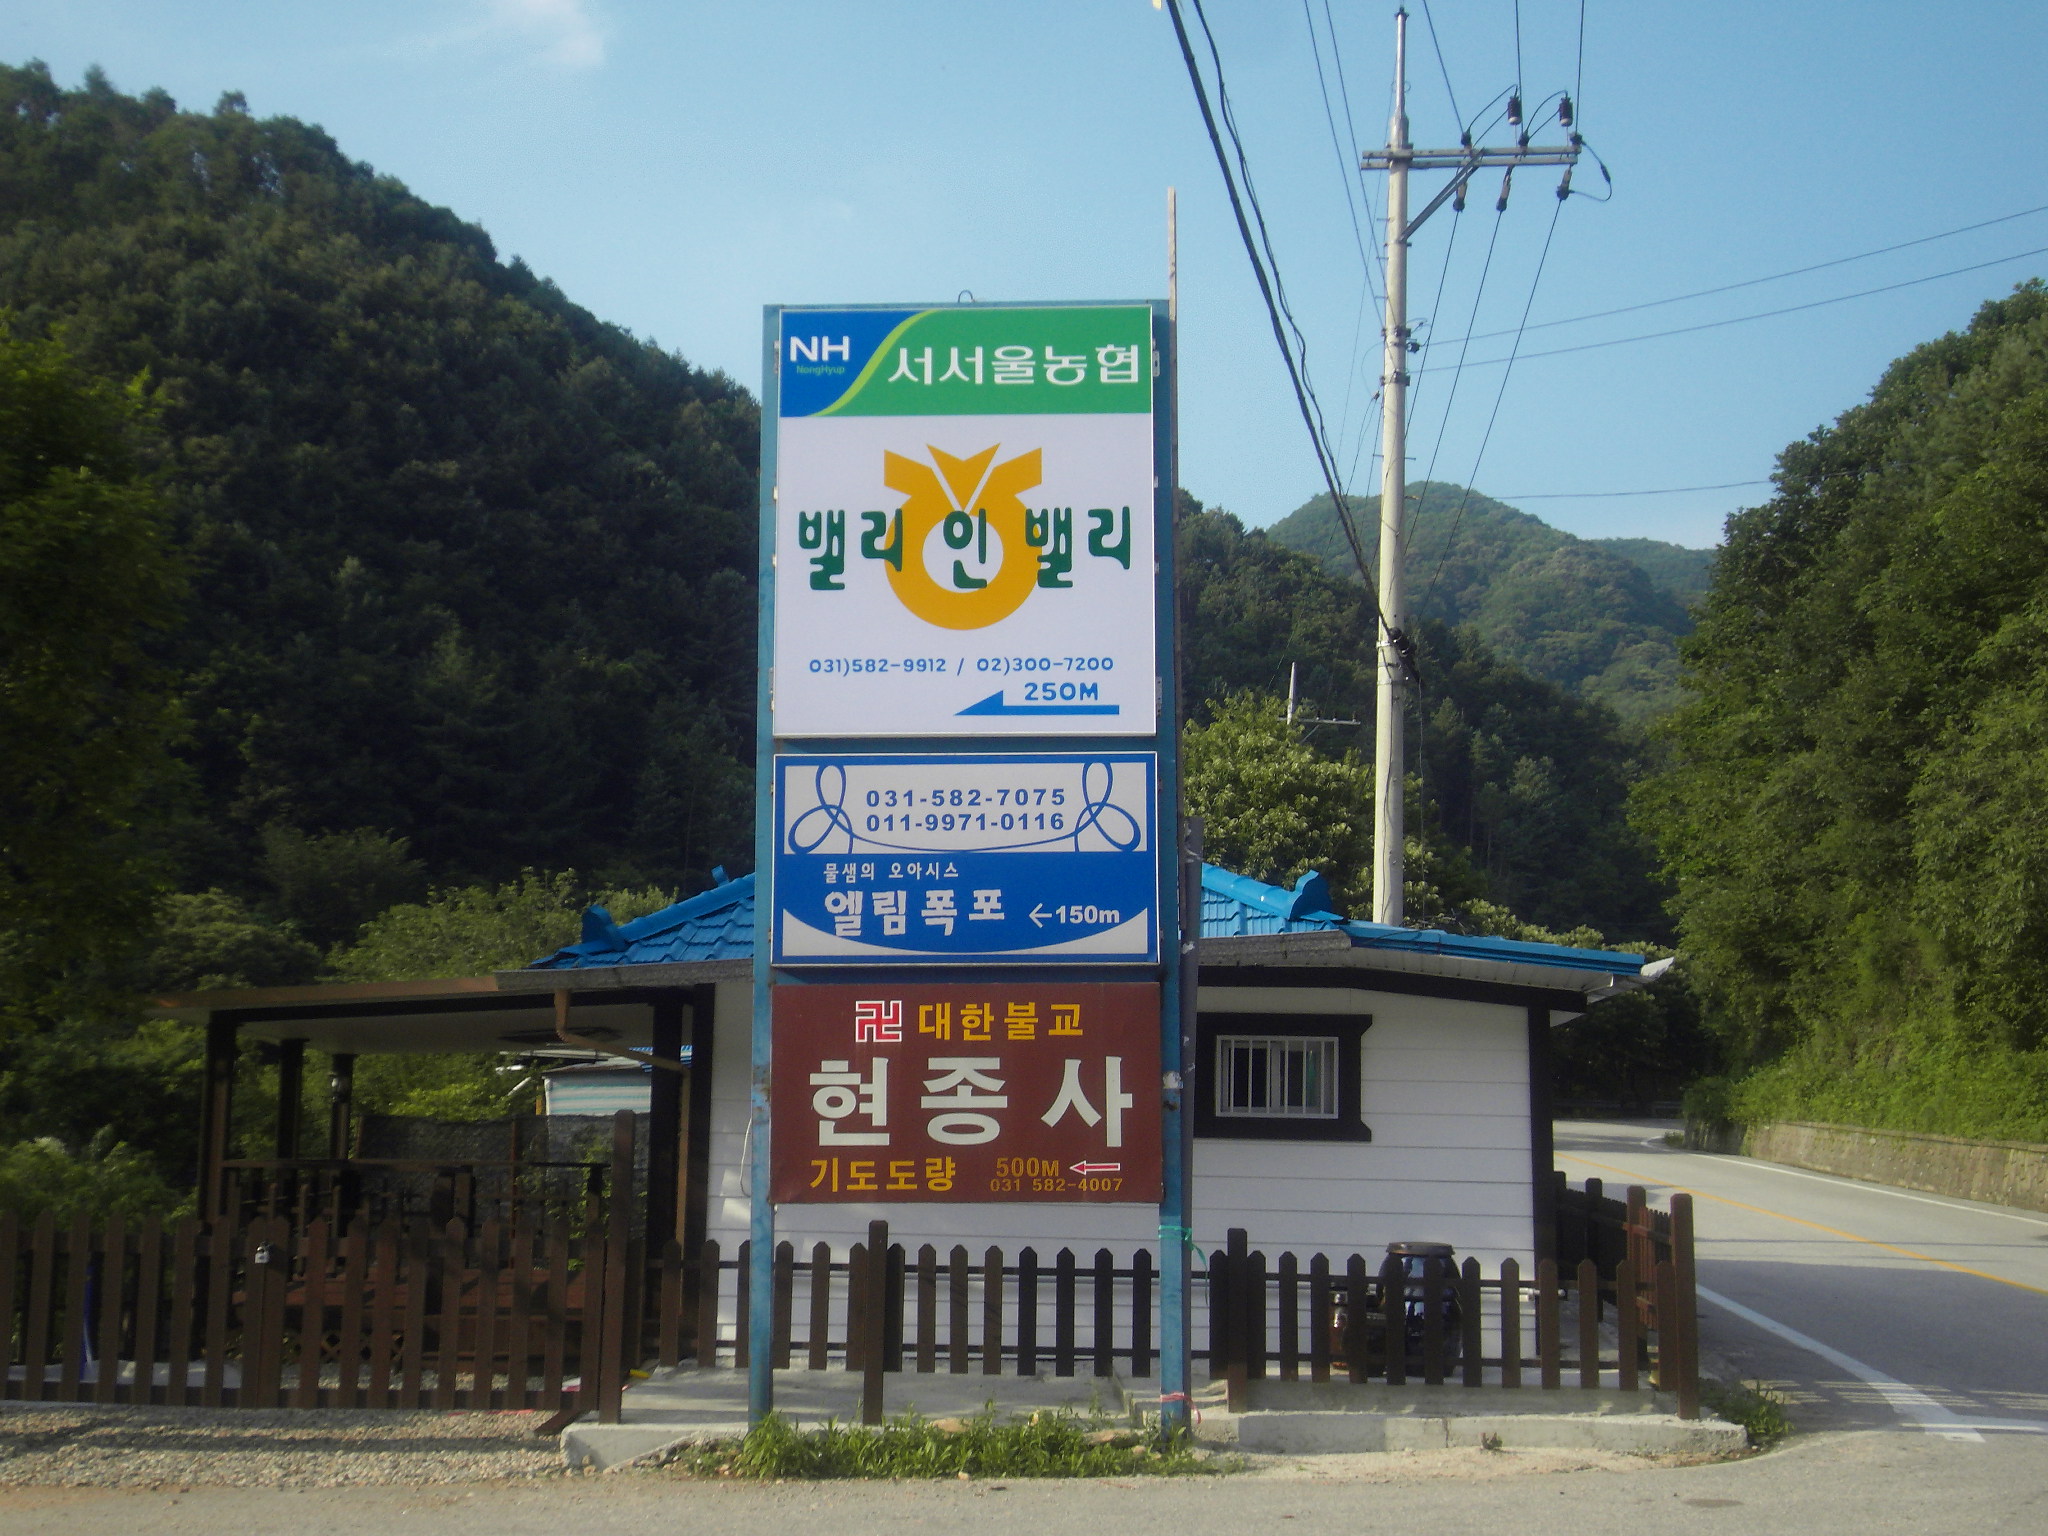 NH 서서울농협
NongHyup
밸리 인 밸리
031)582-9912 / 02)300-7200
250M
031-582-7075
011-9971-0116
물샘의 오아시스
엘림폭포 ←150m
卍 대한불교
현종사
기도도량 500M ←
031 582-4007